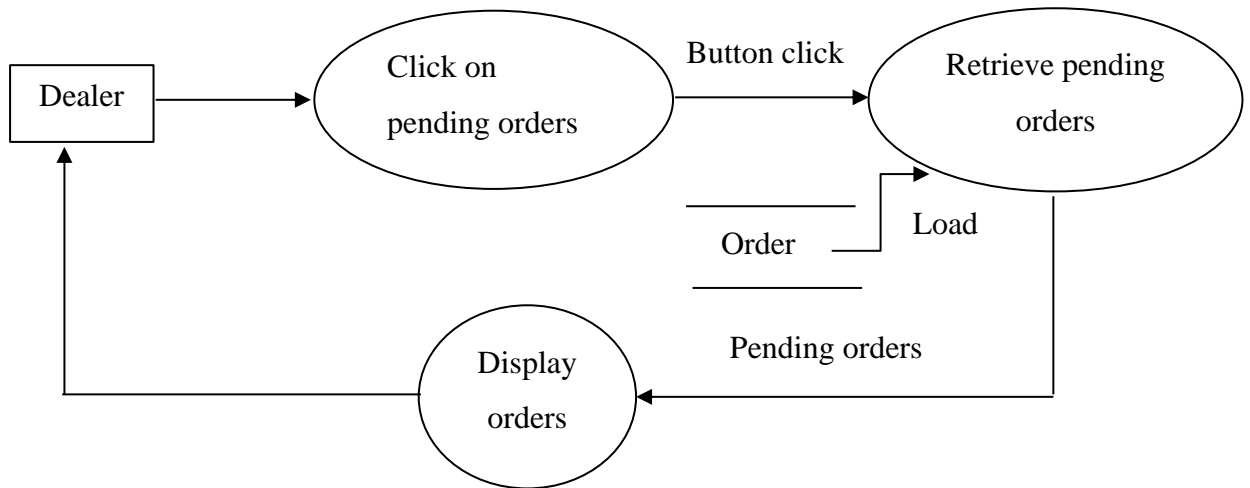 Dealer
Click on
pending orders
Button click
Retrieve pending
orders
Order
Load
Pending orders
Display
orders